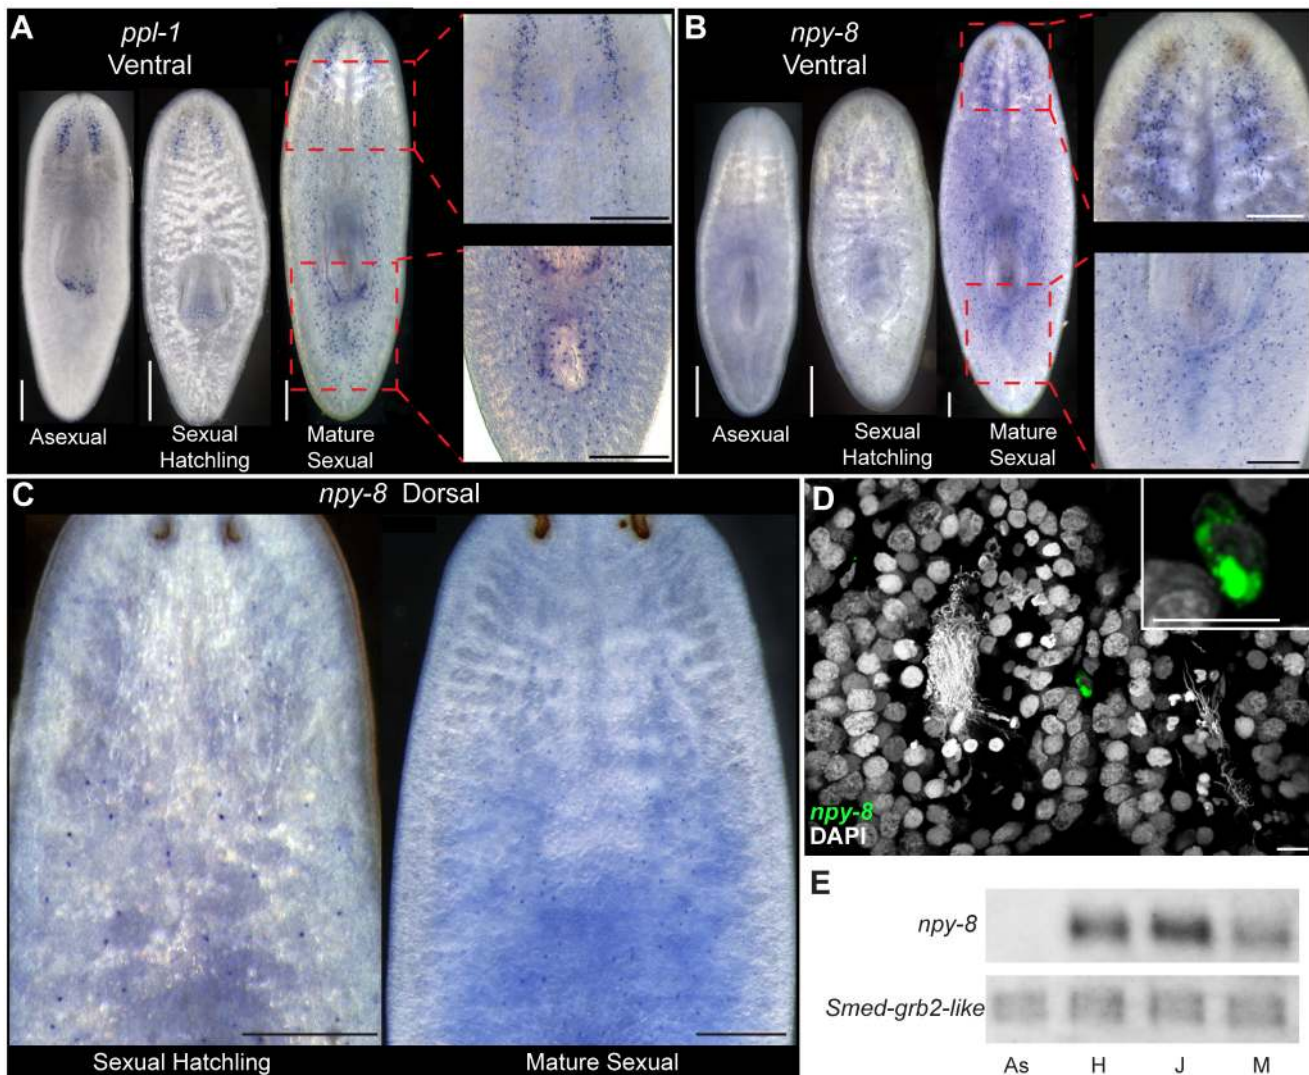 A
ppl-1
Ventral
Asexual
Sexual
Hatchling
Mature
Sexual
B
npy-8
Ventral
Asexual
Sexual
Hatchling
Mature
Sexual
C
npy-8 Dorsal
Sexual Hatchling
Mature Sexual
D
npy-8
DAPI
E
npy-8
Smed-grb2-like
As H J M